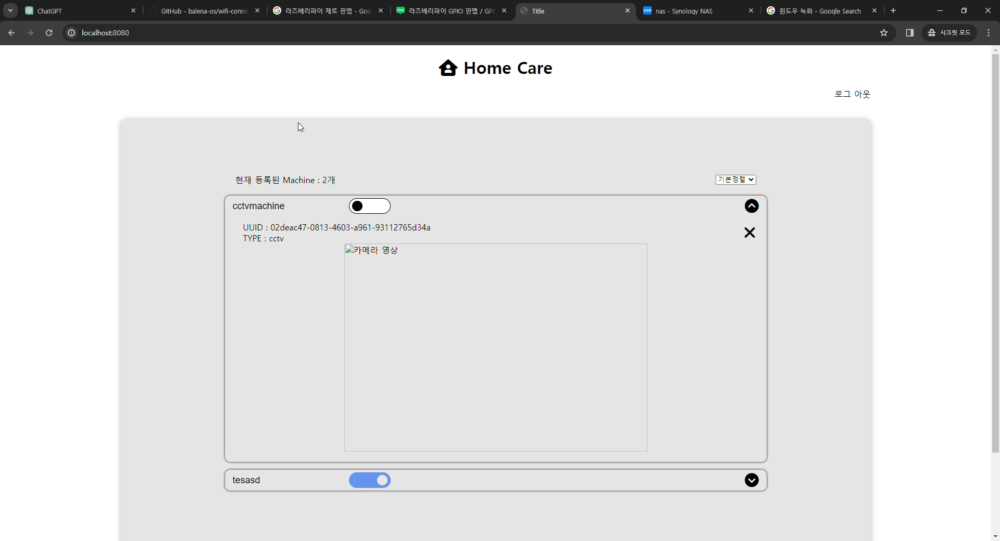 ChatGPT
GitHub - balena-os/wifi-conne
라즈베리파이 제로 핀맵 - Goo
라즈베리파이 GPIO 핀맵 / GPI
Title
DSM
nas - Synology NAS
윈도우 녹화 - Google Search
localhost:8080
시크릿 모드
Home Care
로그 아웃
현재 등록된 Machine : 2개
기본정렬
cctvmachine
UUID : 02deac47-0813-4603-a961-93112765d34a
TYPE : cctv
카메라 영상
tesasd